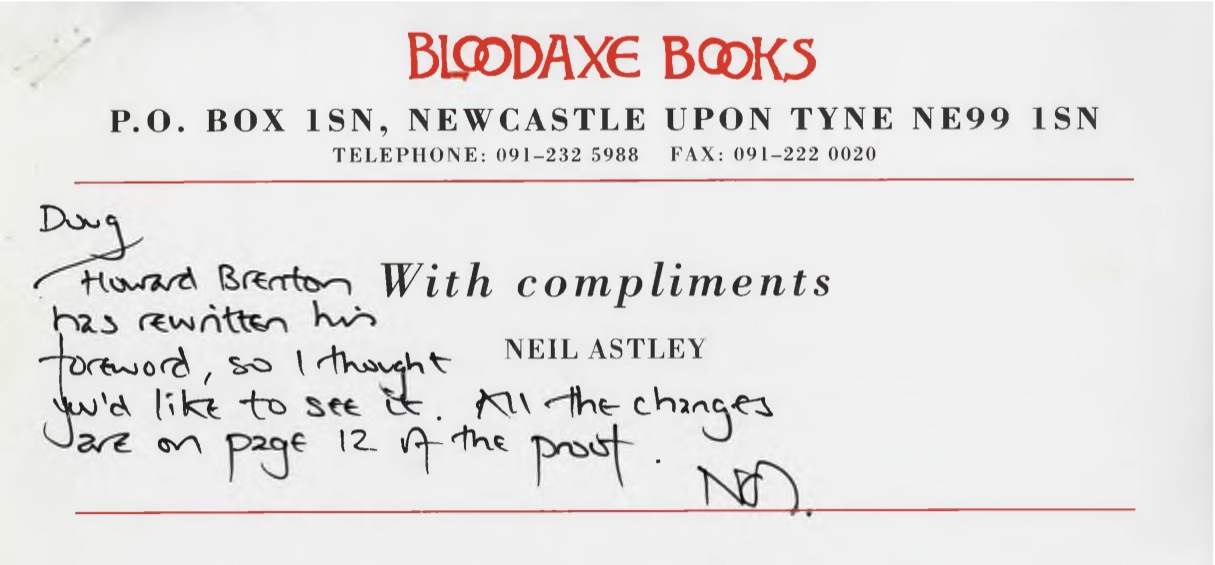 BLOODAXE BOOKS
P.O. BOX 1SN, NEWCASTLE UPON TYNE NE99 1SN
TELEPHONE: 091–232 5988 FAX: 091–222 0020
Doug
With compliments
NEIL ASTLEY
Howard Brenton
has rewritten his
foreword, so I thought
you'd like to see it. All the changes
are on page 12 of the proof.